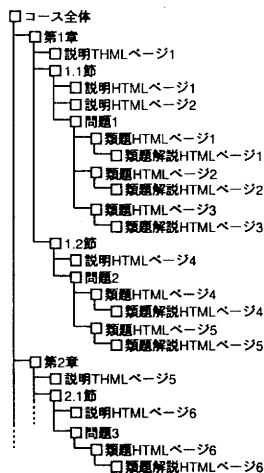 コース全体
第1章
説明THMLページ1
1.1節
説明HTMLページ1
説明HTMLページ2
問題1
類題HTMLページ1
類題解説HTMLページ1
類題HTMLページ2
類題解説HTMLページ2
類題HTMLページ3
類題解説HTMLページ3
1.2節
説明HTMLページ4
問題2
類題HTMLページ4
類題解説HTMLページ4
類題HTMLページ5
類題解説HTMLページ5
第2章
説明THMLページ5
2.1節
説明HTMLページ6
問題3
類題HTMLページ6
類題解説HTMLページ6